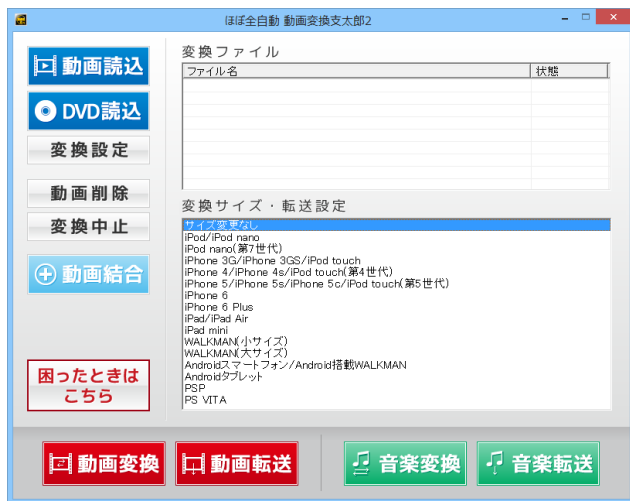 ほぼ全自動 動画変換支太郎2
動画読込
DVD読込
変換設定
動画削除
変換中止
動画結合
困ったときは
こちら
変換ファイル
ファイル名 状態
変換サイズ・転送設定
サイズ変更なし
iPod/iPod nano
iPod nano(第7世代)
iPhone 3G/iPhone 3GS/iPod touch
iPhone 4/iPhone 4s/iPod touch(第4世代)
iPhone 5/iPhone 5s/iPhone 5c/iPod touch(第5世代)
iPhone 6
iPhone 6 Plus
iPad/iPad Air
iPad mini
WALKMAN(小サイズ)
WALKMAN(大サイズ)
Androidスマートフォン/Android搭載WALKMAN
Androidタブレット
PSP
PS VITA
動画変換
動画転送
音楽変換
音楽転送